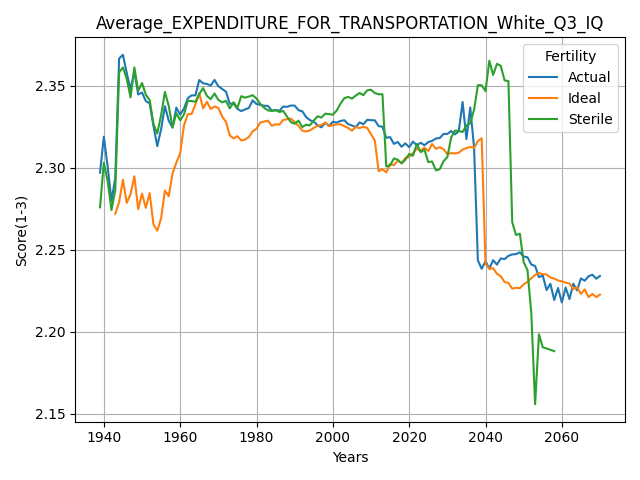 Average_EXPENDITURE_FOR_TRANSPORTATION_White_Q3_IQ
Fertility
Actual
Ideal
Sterile
Score(1-3)
2.35
2.30
2.25
2.20
2.15
1940 1960 1980 2000 2020 2040 2060
Years